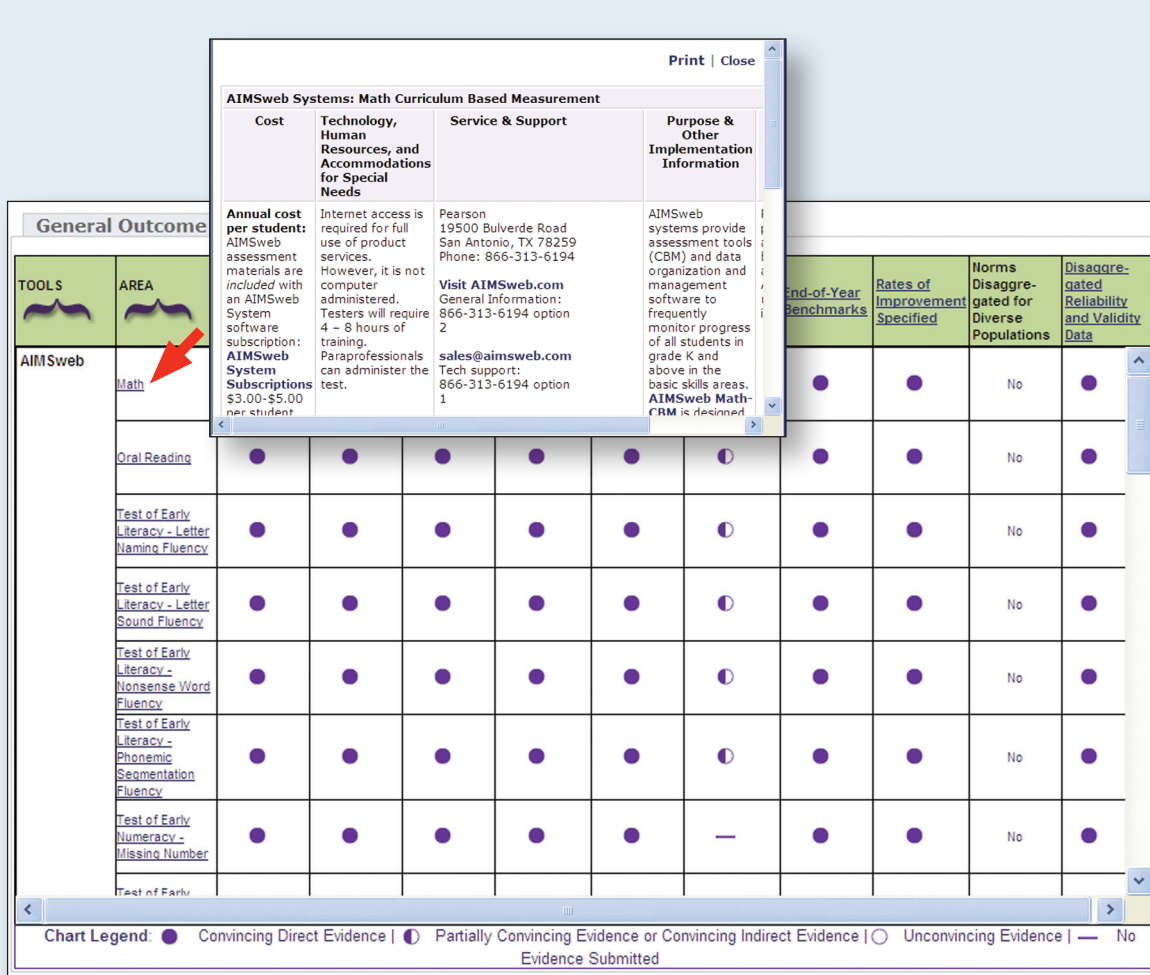 Print | Close
AIMSweb Systems: Math Curriculum Based Measurement
Cost
Technology,
Human
Resources, and
Accommodations
for Special
Needs
Service & Support
Purpose &
Other
Implementation
Information
Annual cost
per student:
AIMSweb
assessment
materials are
included with
an AIMSweb
System
software
subscription:
AIMSweb
System
Subscriptions
$3.00-$5.00
per student
Internet access is
required for full
use of product
services.
However, it is not
computer
administered.
Testers will require
4 – 8 hours of
training.
Paraprofessionals
can administer the
test.
Pearson
19500 Bulverde Road
San Antonio, TX 78259
Phone: 866-313-6194
Visit AIMSweb.com
General Information:
866-313-6194 option
2
sales@aimsweb.com
Tech support:
866-313-6194 option
1
AIMSweb
systems provide
assessment tools
(CBM) and data
organization and
management
software to
frequently
monitor progress
of all students in
grade K and
above in the
basic skills areas.
AIMSweb Math-
CBM is designed
General Outcome
TOOLS
AREA
End-of-Year
Benchmarks
Rates of
Improvement
Specified
Norms
Disaggre-
gated for
Diverse
Populations
Disaggre-
gated
Reliability
and Validity
Data
AIMSweb
Math
No
Oral Reading
No
Test of Early
Literacy - Letter
Naming Fluency
No
Test of Early
Literacy - Letter
Sound Fluency
No
Test of Early
Literacy -
Nonsense Word
Fluency
No
Test of Early
Literacy -
Phonemic
Segmentation
Fluency
No
Test of Early
Numeracy -
Missing Number
No
Test of Early
Chart Legend: Convincing Direct Evidence | Partially Convincing Evidence or Convincing Indirect Evidence | Unconvincing Evidence | — No
Evidence Submitted